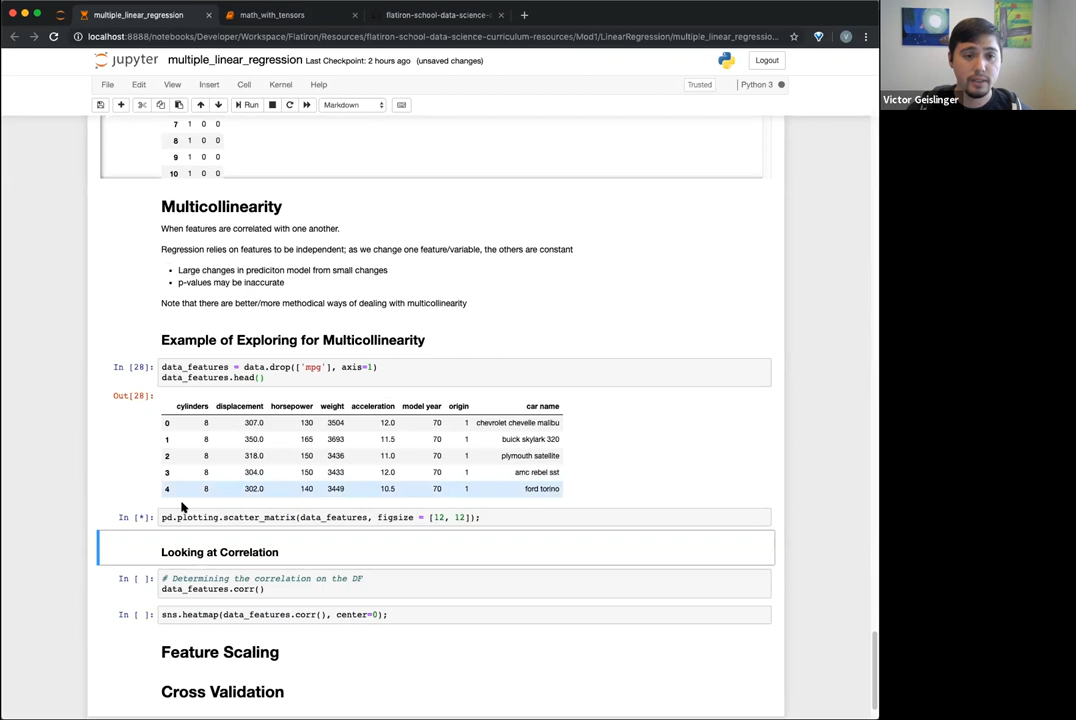 multiple_linear_regression
math_with_tensors
flatiron-school-data-science-c
localhost:8888/notebooks/Developer/Workspace/Flatiron/Resources/flatiron-school-data-science-curriculum-resources/Mod1/LinearRegression/multiple_linear_regressio...
V
jupyter multiple_linear_regression Last Checkpoint: 2 hours ago (unsaved changes)
Logout
File Edit View Insert Cell Kernel Help
Trusted Python 3
Run Markdown
Victor Geislinger
7 1 0 0
8 1 0 0
9 1 0 0
10 1 0 0
Multicollinearity
When features are correlated with one another.
Regression relies on features to be independent; as we change one feature/variable, the others are constant
• Large changes in prediciton model from small changes
• p-values may be inaccurate
Note that there are better/more methodical ways of dealing with multicollinearity
Example of Exploring for Multicollinearity
In [28]: data_features = data.drop(['mpg'], axis=1)
data_features.head()
Out[28]:
cylinders displacement horsepower weight acceleration model year origin car name
0 8 307.0 130 3504 12.0 70 1 chevrolet chevelle malibu
1 8 350.0 165 3693 11.5 70 1 buick skylark 320
2 8 318.0 150 3436 11.0 70 1 plymouth satellite
3 8 304.0 150 3433 12.0 70 1 amc rebel sst
4 8 302.0 140 3449 10.5 70 1 ford torino
In [*]: pd.plotting.scatter_matrix(data_features, figsize = [12, 12]);
Looking at Correlation
In [ ]: # Determining the correlation on the DF
data_features.corr()
In [ ]: sns.heatmap(data_features.corr(), center=0);
Feature Scaling
Cross Validation